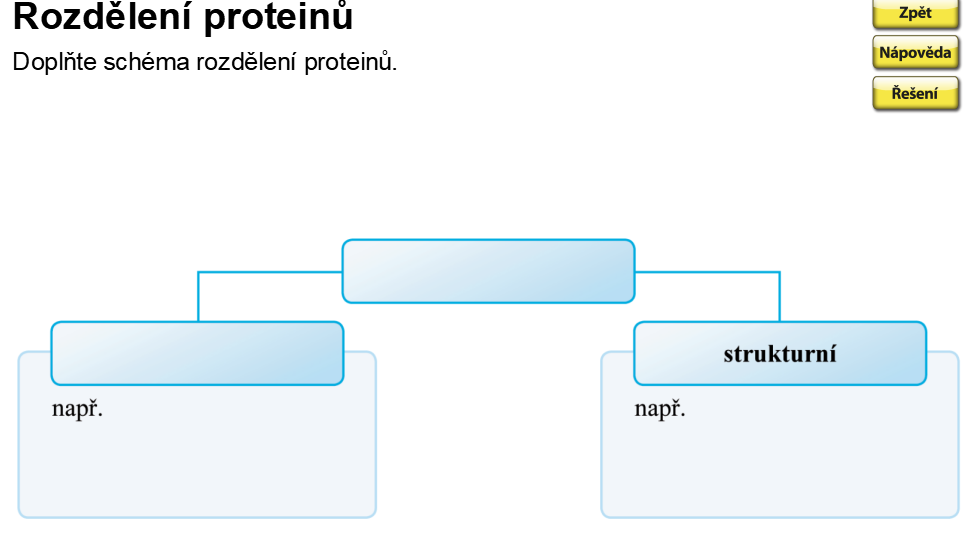 Rozdělení proteinů
Doplňte schéma rozdělení proteinů.
Zpět
Nápověda
Řešení
strukturní
např.
např.